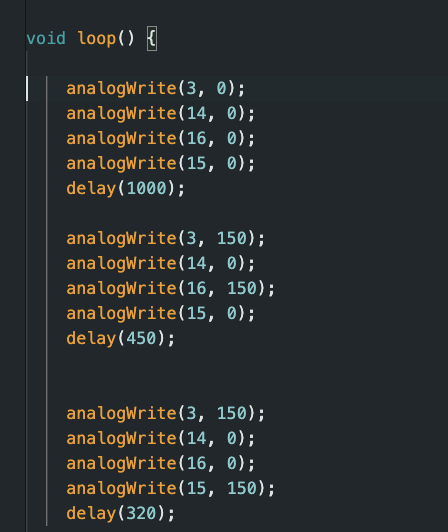 void loop() {
analogWrite(3, 0);
analogWrite(14, 0);
analogWrite(16, 0);
analogWrite(15, 0);
delay(1000);
analogWrite(3, 150);
analogWrite(14, 0);
analogWrite(16, 150);
analogWrite(15, 0);
delay(450);
analogWrite(3, 150);
analogWrite(14, 0);
analogWrite(16, 0);
analogWrite(15, 150);
delay(320);